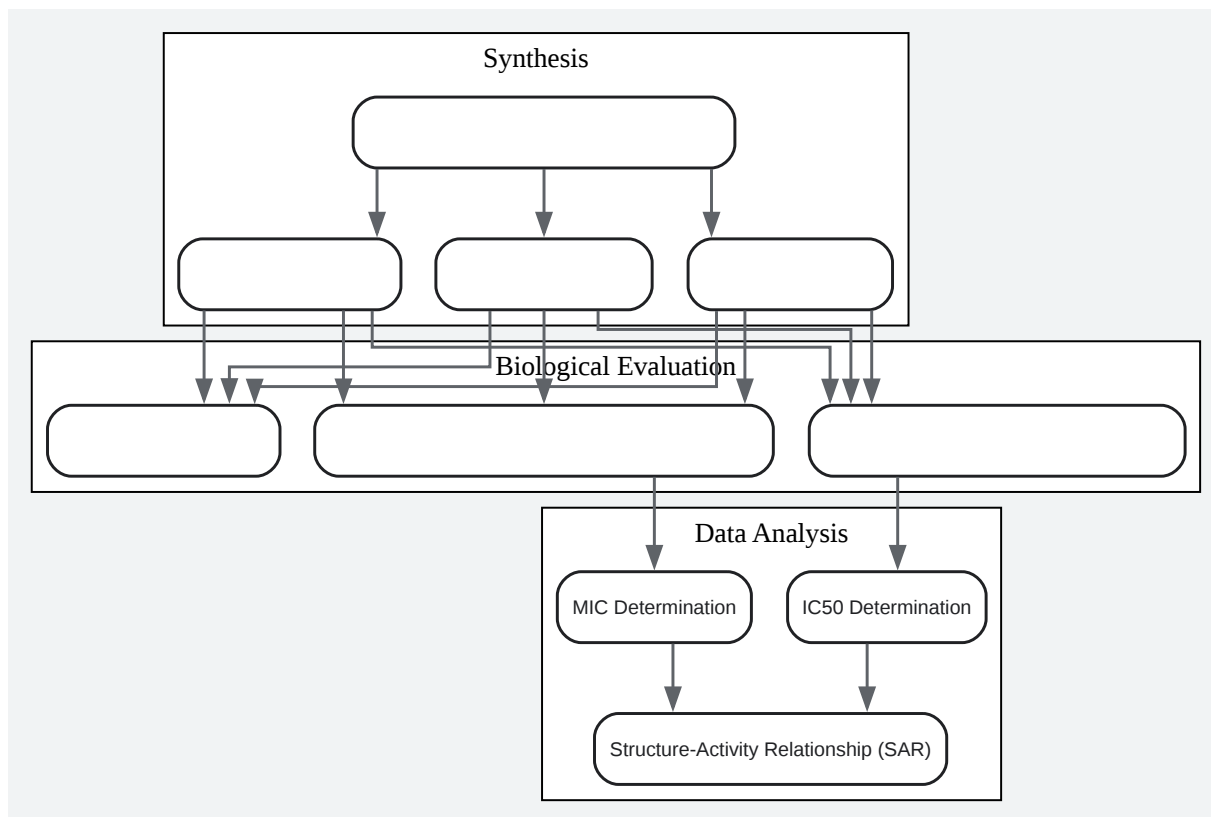 Synthesis
Biological Evaluation
Data Analysis
MIC Determination
IC50 Determination
Structure-Activity Relationship (SAR)